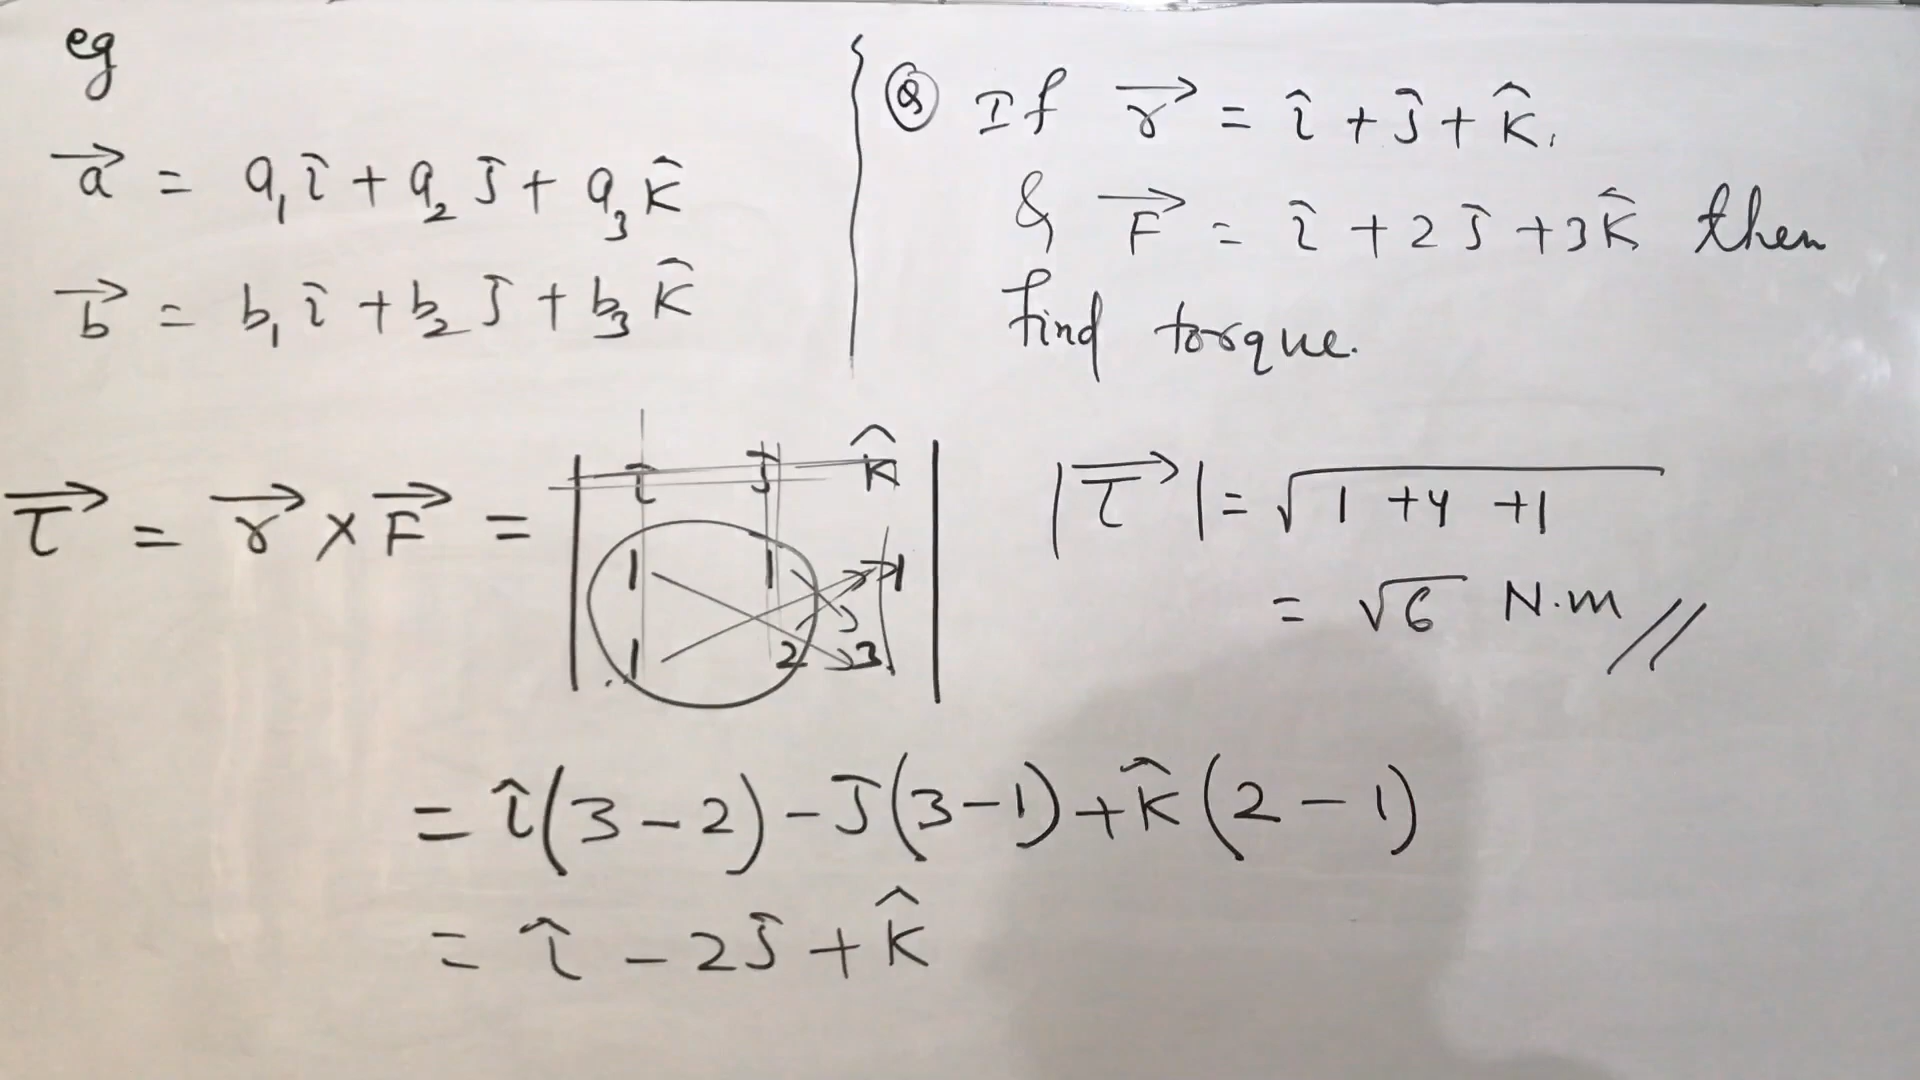 eg
a⃗ = a₁î + a₂ĵ + a₃k̂
b⃗ = b₁î + b₂ĵ + b₃k̂
Q If r⃗ = î + ĵ + k̂,
& F⃗ = î + 2ĵ + 3k̂ then
find torque.
τ⃗ = r⃗ × F⃗ = | î ĵ k̂ |
| 1 1 1 |
| 1 2 3 |
= î(3-2) - ĵ(3-1) + k̂(2-1)
= î - 2ĵ + k̂
|τ⃗| = √(1 + 4 + 1)
= √6 N.m //